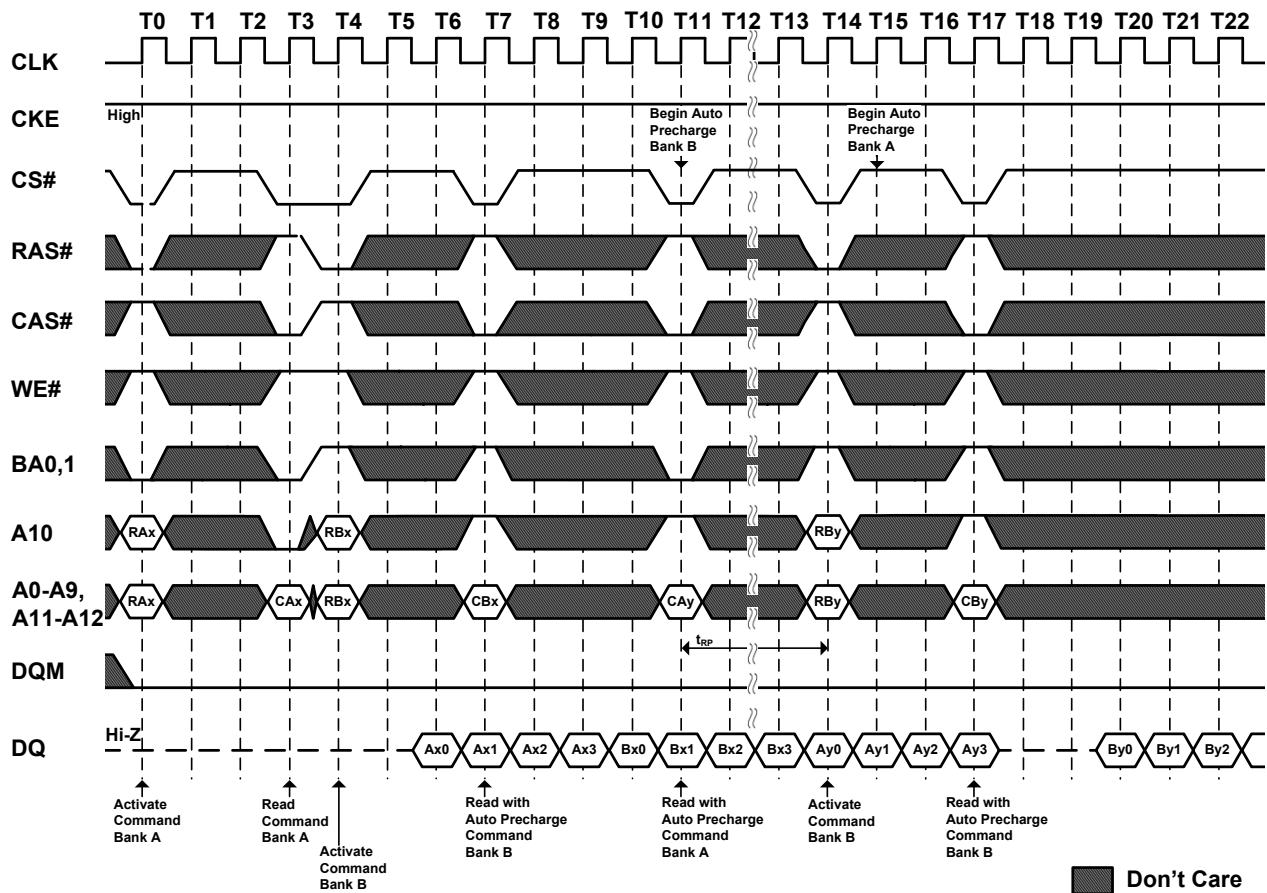 T0 T1 T2 T3 T4 T5 T6 T7 T8 T9 T10 T11 T12 T13 T14 T15 T16 T17 T18 T19 T20 T21 T22
CLK
CKE
High
Begin Auto
Precharge
Bank B
Begin Auto
Precharge
Bank A
CS#
RAS#
CAS#
WE#
BA0,1
A10
RAx RBx RBy
A0-A9,
A11-A12
RAx CAx RBx CBx CAy RBy CBy
tRP
DQM
DQ
Hi-Z
Ax0 Ax1 Ax2 Ax3 Bx0 Bx1 Bx2 Bx3 Ay0 Ay1 Ay2 Ay3 By0 By1 By2
Activate
Command
Bank A
Read
Command
Bank A
Activate
Command
Bank B
Read with
Auto Precharge
Command
Bank B
Read with
Auto Precharge
Command
Bank A
Activate
Command
Bank B
Read with
Auto Precharge
Command
Bank B
Don't Care